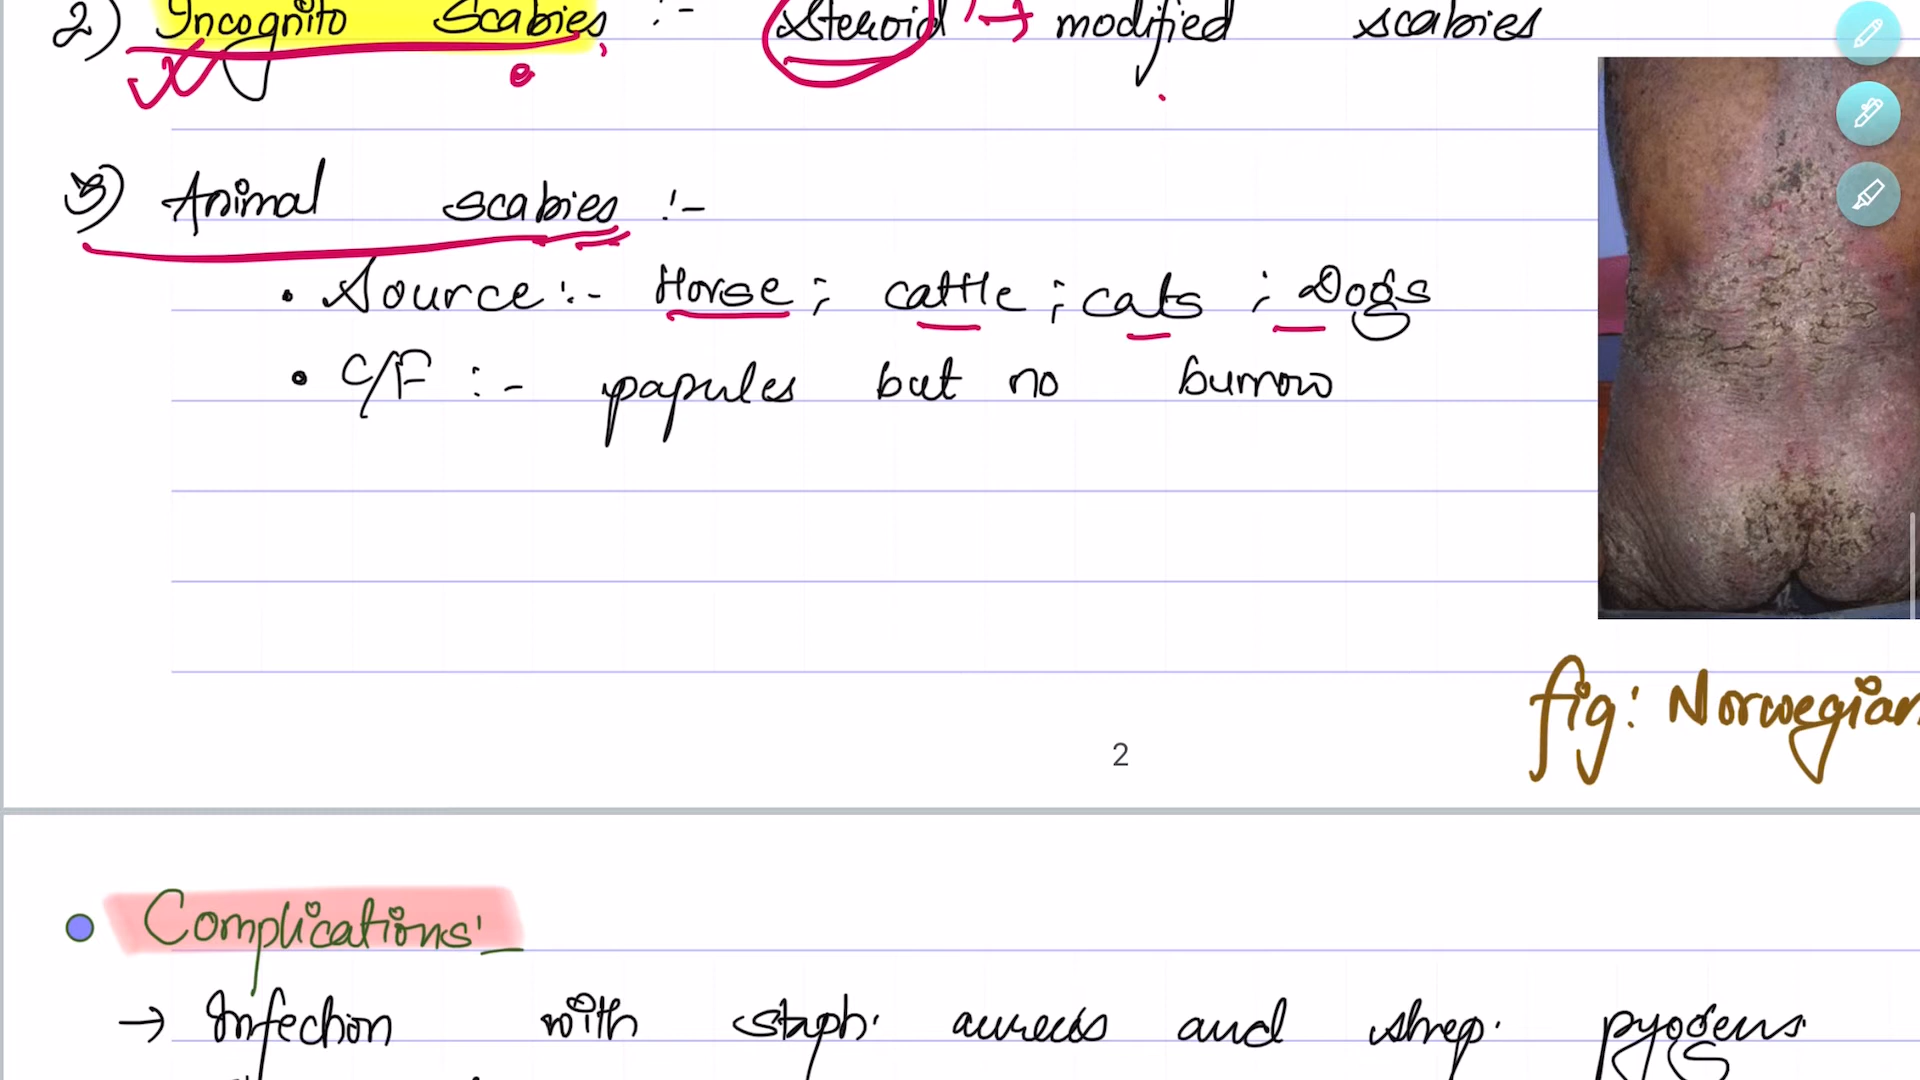 2) Incognito Scabies :- Steroid → modified scabies
3) Animal scabies :-
• Source :- Horse ; cattle ; cats ; Dogs
• C/F :- papules but no burrow
fig: Norwegian
2
Complications:-
→ Infection with staph. aureus and strep. pyogens